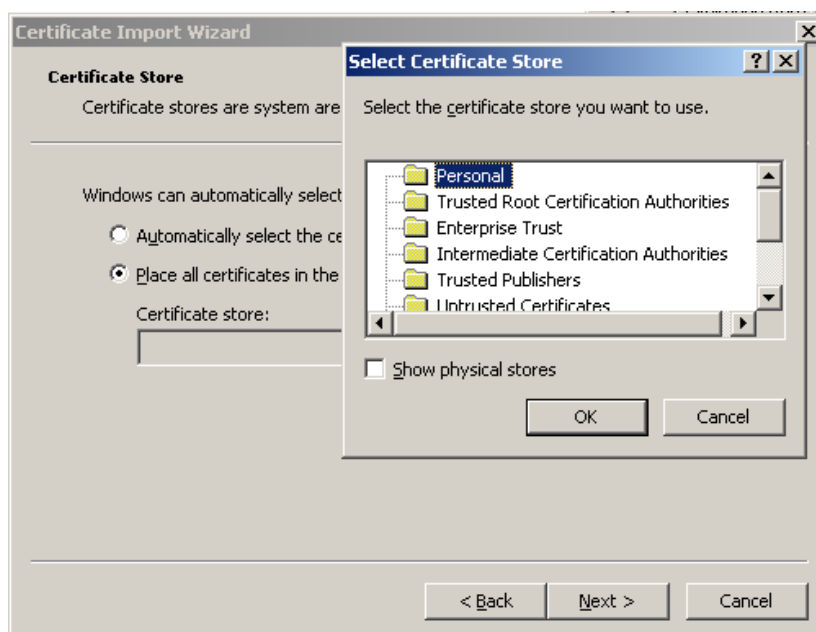 Certificate Import Wizard
Certificate Store
Certificate stores are system are
Windows can automatically select
Automatically select the ce
Place all certificates in the
Certificate store:
Select Certificate Store
Select the certificate store you want to use.
Personal
Trusted Root Certification Authorities
Enterprise Trust
Intermediate Certification Authorities
Trusted Publishers
Untrusted Certificates
Show physical stores
OK Cancel
< Back Next > Cancel